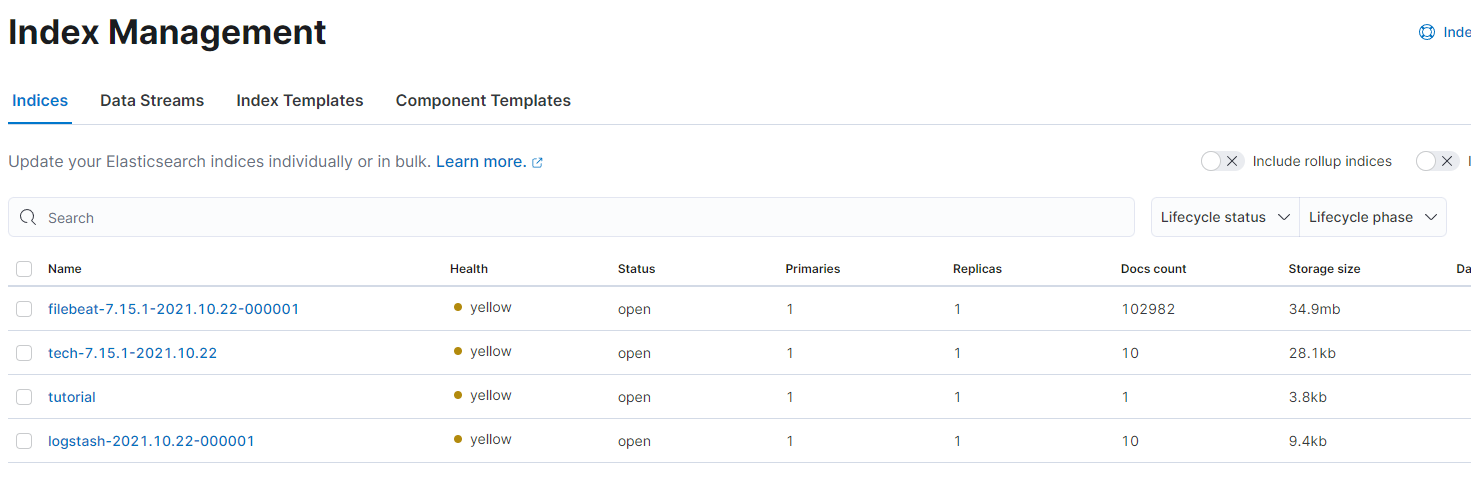 Index Management
Inde
Indices Data Streams Index Templates Component Templates
Update your Elasticsearch indices individually or in bulk. Learn more.
Include rollup indices
Search
Lifecycle status Lifecycle phase
Name Health Status Primaries Replicas Docs count Storage size Da
filebeat-7.15.1-2021.10.22-000001 yellow open 1 1 102982 34.9mb
tech-7.15.1-2021.10.22 yellow open 1 1 10 28.1kb
tutorial yellow open 1 1 1 3.8kb
logstash-2021.10.22-000001 yellow open 1 1 10 9.4kb